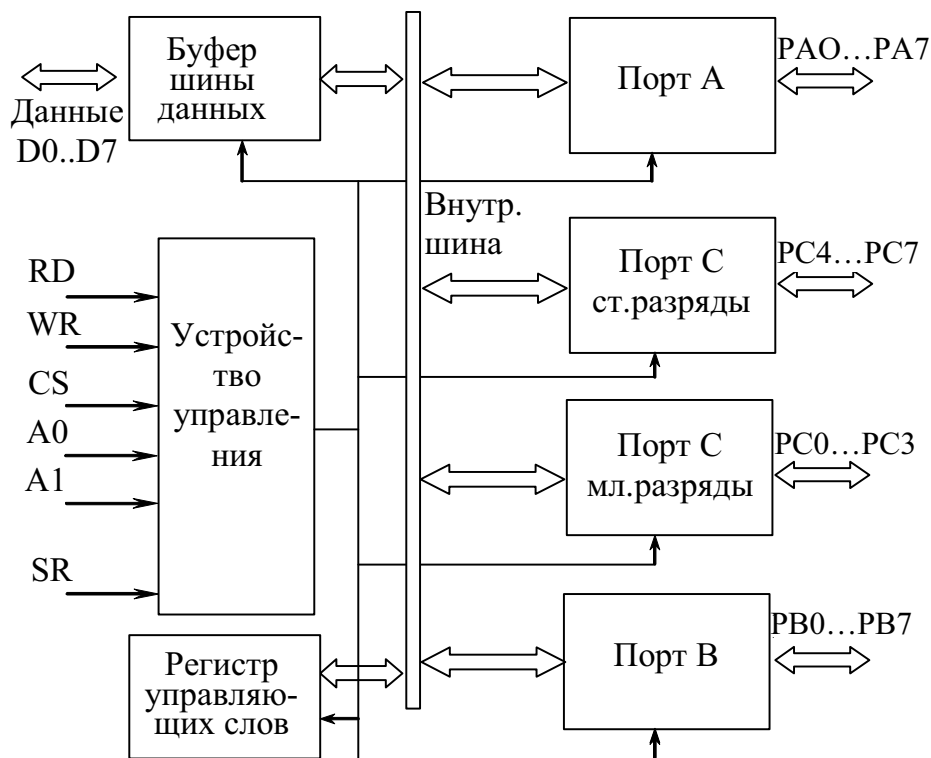 Буфер
шины
данных
Данные
D0..D7
Порт А
PAO...PA7
Внутр.
шина
Порт С
ст.разряды
PC4...PC7
RD
WR
CS
A0
A1
SR
Устройс-
тво
управле-
ния
Порт С
мл.разряды
PC0...PC3
Регистр
управляю-
щих слов
Порт В
PB0...PB7